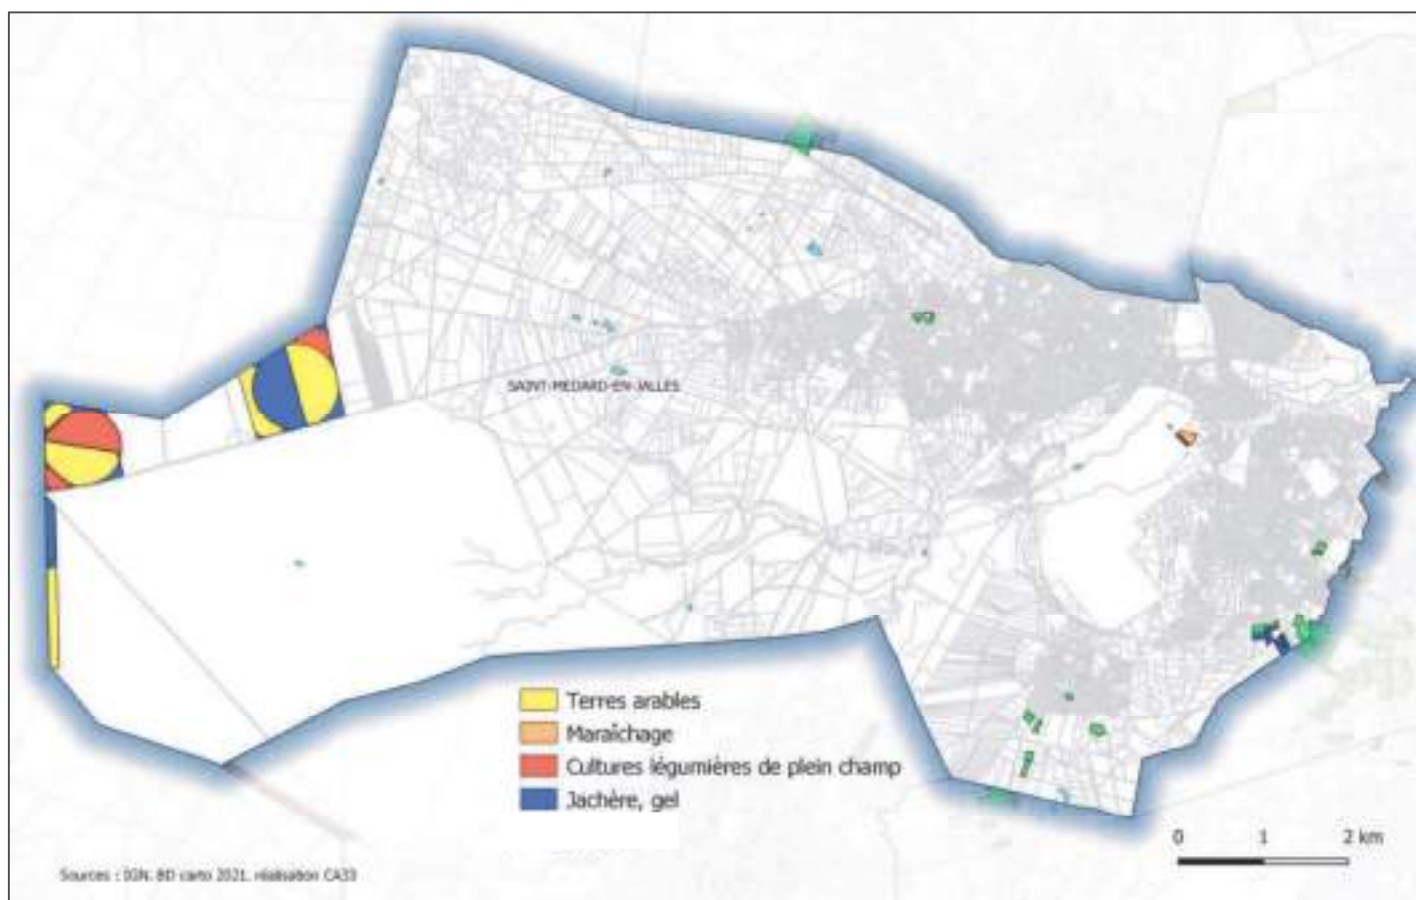 SAINT-MEDARD-EN-JALLES
Terres arables
Maraîchage
Cultures légumières de plein champ
Jachère, gel
0 1 2 km
Sources : IGN. BD carto 2021. réalisation CA33